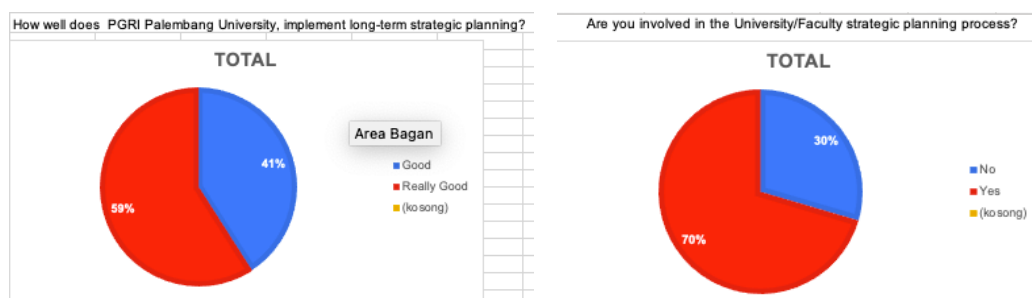 How well does PGRI Palembang University, implement long-term strategic planning?
TOTAL
Area Bagan
41%
59%
Good
Really Good
(kosong)
Are you involved in the University/Faculty strategic planning process?
TOTAL
30%
70%
No
Yes
(kosong)